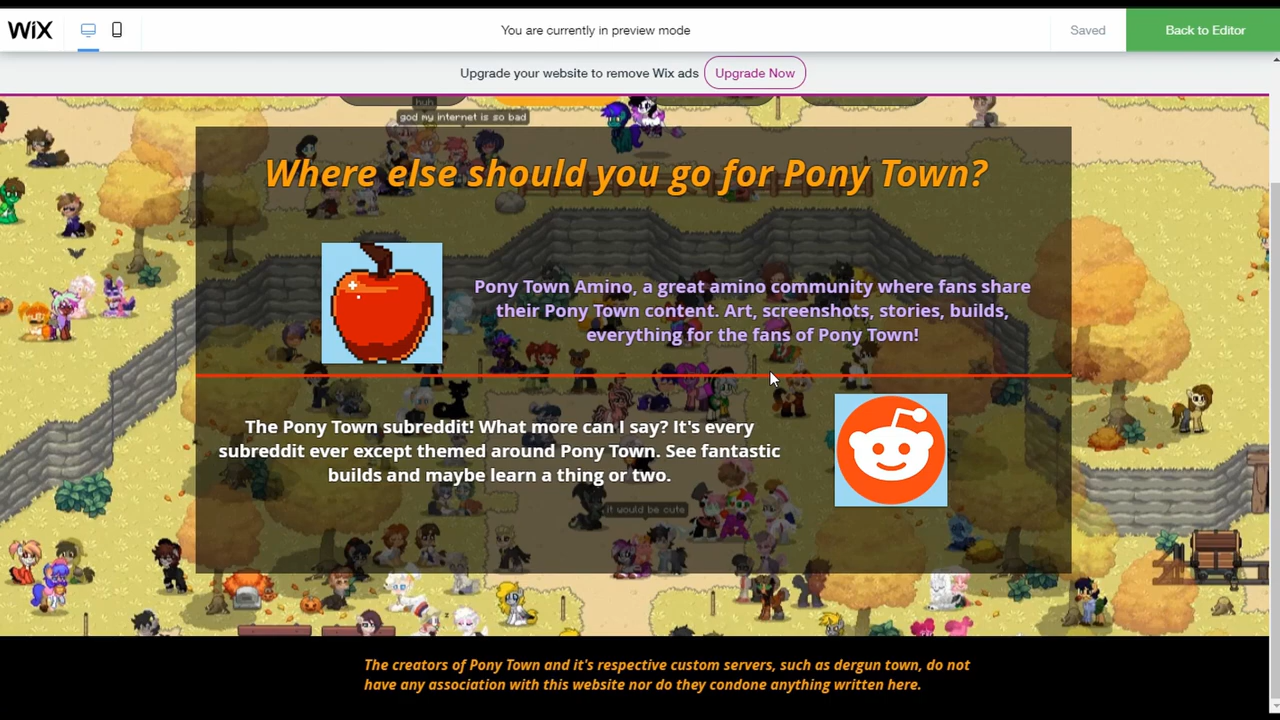 WiX
You are currently in preview mode
Saved
Back to Editor
Upgrade your website to remove Wix ads
Upgrade Now
huh
god my internet is so bad
Where else should you go for Pony Town?
Pony Town Amino, a great amino community where fans share
their Pony Town content. Art, screenshots, stories, builds,
everything for the fans of Pony Town!
The Pony Town subreddit! What more can I say? It's every
subreddit ever except themed around Pony Town. See fantastic
builds and maybe learn a thing or two.
it would be cute
The creators of Pony Town and it's respective custom servers, such as dergun town, do not
have any association with this website nor do they condone anything written here.